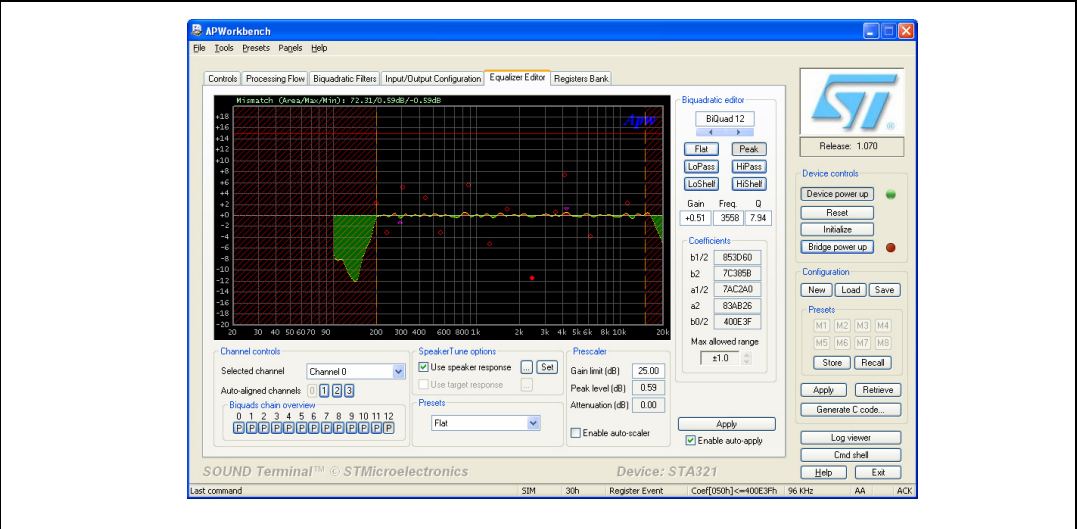 APWorkbench
File Tools Presets Panels Help
Controls Processing Flow Biquadratic Filters Input/Output Configuration Equalizer Editor Registers Bank
Mismatch (Area/Max/Min): 72.31/0.59dB/-0.59dB
Apw
+18
+16
+14
+12
+10
+8
+6
+4
+2
+0
-2
-4
-6
-8
-10
-12
-14
-16
-18
-20
20 30 40 50 60 70 90 200 300 400 600 800 1k 2k 3k 4k 5k 6k 8k 10k 20k
Biquadratic editor
BiQuad 12
Flat Peak
LoPass HiPass
LoShelf HiShelf
Gain Freq. Q
+0.51 3558 7.94
Coefficients
b1/2 853D60
b2 7C385B
a1/2 7AC2A0
a2 83AB26
b0/2 400E3F
Max allowed range
±1.0
Apply
Enable auto-apply
Channel controls
Selected channel Channel 0
Auto-aligned channels 0 1 2 3
Biquads chain overview
0 1 2 3 4 5 6 7 8 9 10 11 12
P P P P P P P P P P P P P
SpeakerTune options
Use speaker response ... Set
Use target response ...
Presets
Flat
Prescaler
Gain limit (dB) 25.00
Peak level (dB) 0.59
Attenuation (dB) 0.00
Enable auto-scaler
ST ®
Release: 1.070
Device controls
Device power up
Reset
Initialize
Bridge power up
Configuration
New Load Save
Presets
M1 M2 M3 M4
M5 M6 M7 M8
Store Recall
Apply Retrieve
Generate C code...
Log viewer
Cmd shell
Help Exit
SOUND Terminal™ © STMicroelectronics Device: STA321
Last command SIM 30h Register Event Coef[050h]<=400E3Fh 96 KHz AA ACK